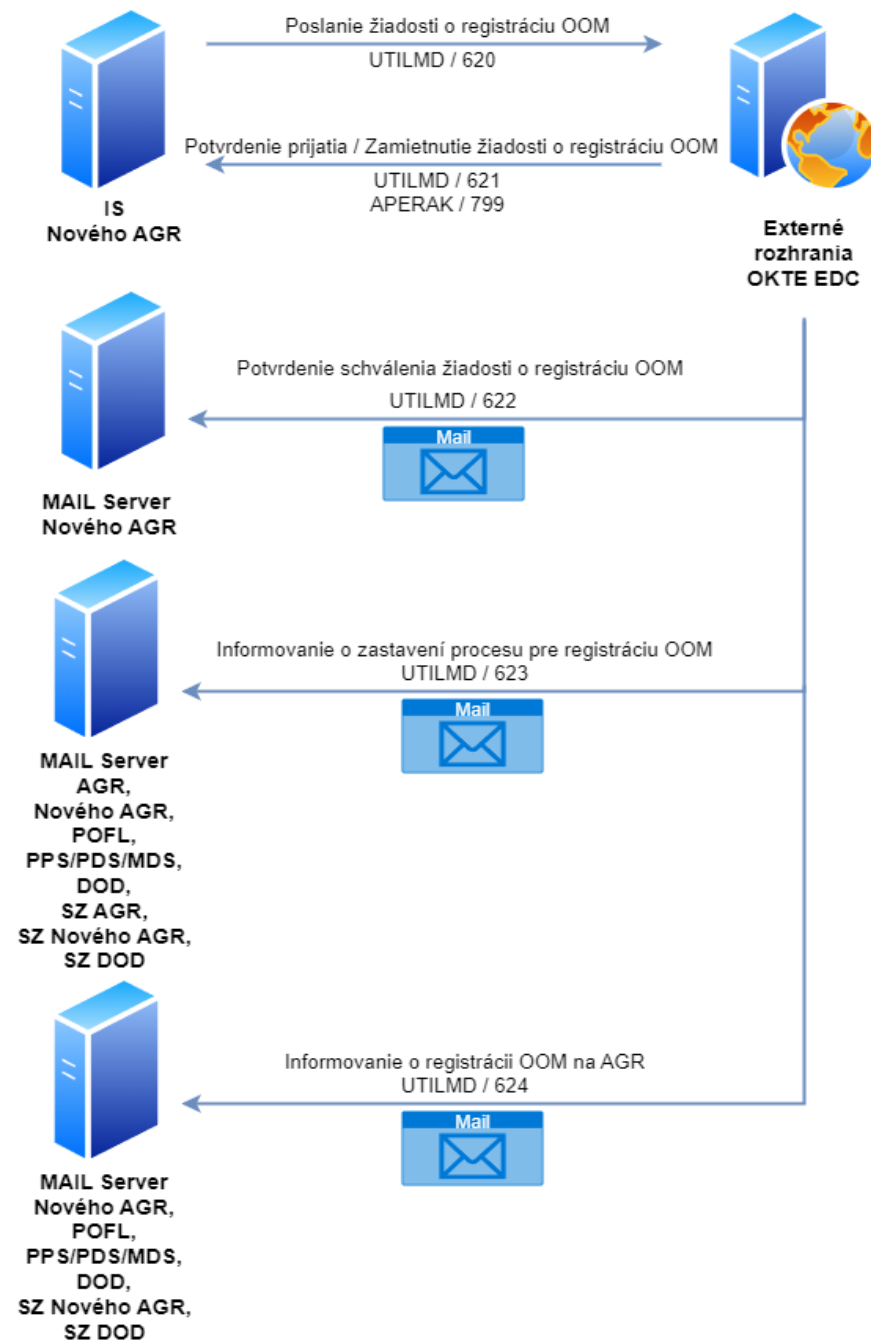 Poslanie žiadosti o registráciu OOM
UTILMD / 620
Potvrdenie prijatia / Zamietnutie žiadosti o registráciu OOM
UTILMD / 621
APERAK / 799
IS
Nového AGR
Externé
rozhrania
OKTE EDC
Potvrdenie schválenia žiadosti o registráciu OOM
UTILMD / 622
Mail
MAIL Server
Nového AGR
Informovanie o zastavení procesu pre registráciu OOM
UTILMD / 623
Mail
MAIL Server
AGR,
Nového AGR,
POFL,
PPS/PDS/MDS,
DOD,
SZ AGR,
SZ Nového AGR,
SZ DOD
Informovanie o registrácii OOM na AGR
UTILMD / 624
Mail
MAIL Server
Nového AGR,
POFL,
PPS/PDS/MDS,
DOD,
SZ Nového AGR,
SZ DOD